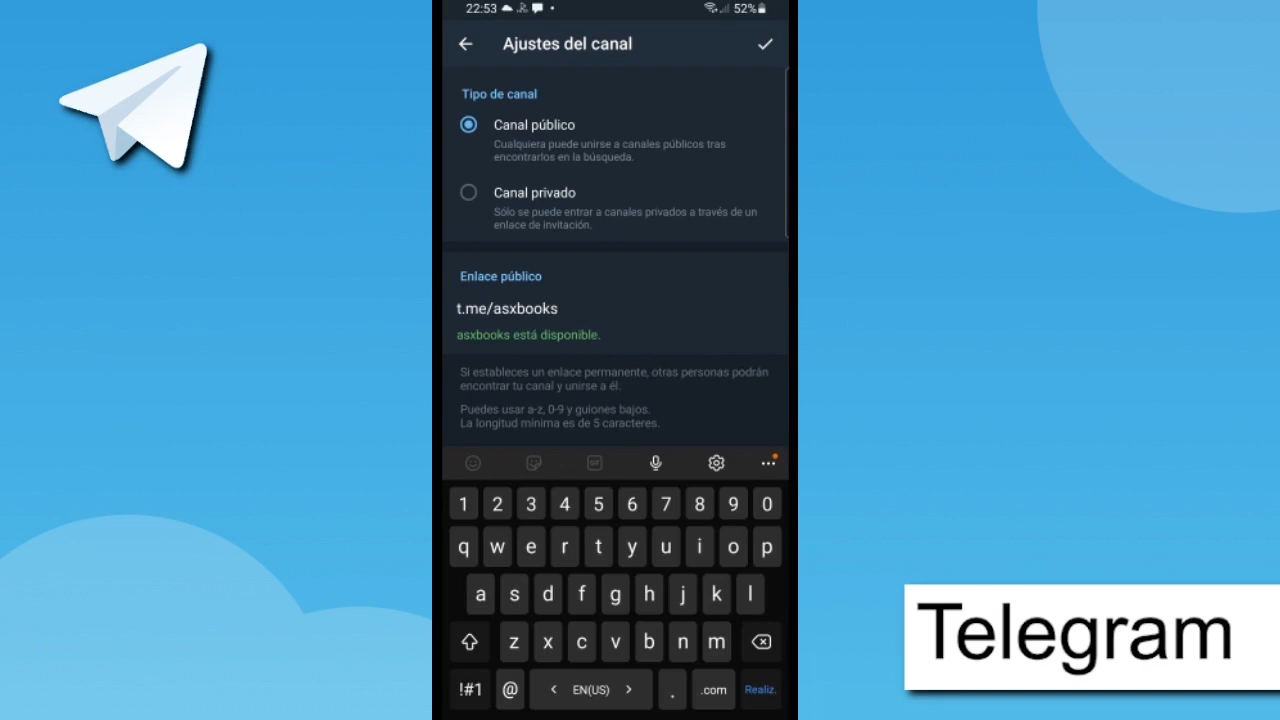 22:53 52%
Ajustes del canal
Tipo de canal
Canal público
Cualquiera puede unirse a canales públicos tras
encontrarlos en la búsqueda.
Canal privado
Sólo se puede entrar a canales privados a través de un
enlace de invitación.
Enlace público
t.me/asxbooks
asxbooks está disponible.
Si estableces un enlace permanente, otras personas podrán
encontrar tu canal y unirse a él.
Puedes usar a-z, 0-9 y guiones bajos.
La longitud mínima es de 5 caracteres.
GIF
1 2 3 4 5 6 7 8 9 0
q w e r t y u i o p
a s d f g h j k l
z x c v b n m
!#1 @ < EN(US) > . .com Realiz.
Telegram